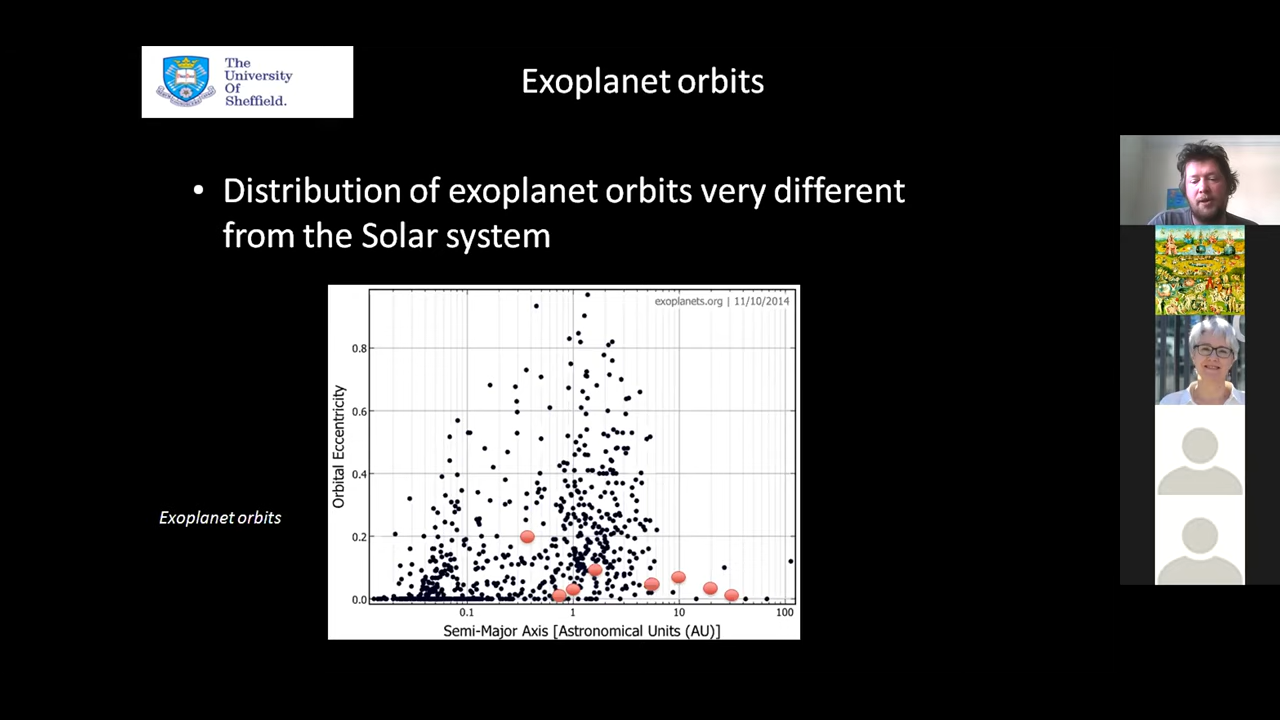 The
University
Of
Sheffield.
Exoplanet orbits
• Distribution of exoplanet orbits very different
from the Solar system
exoplanets.org | 11/10/2014
Orbital Eccentricity
0.8
0.6
0.4
0.2
0.0
0.1
1
10
100
Semi-Major Axis [Astronomical Units (AU)]
Exoplanet orbits